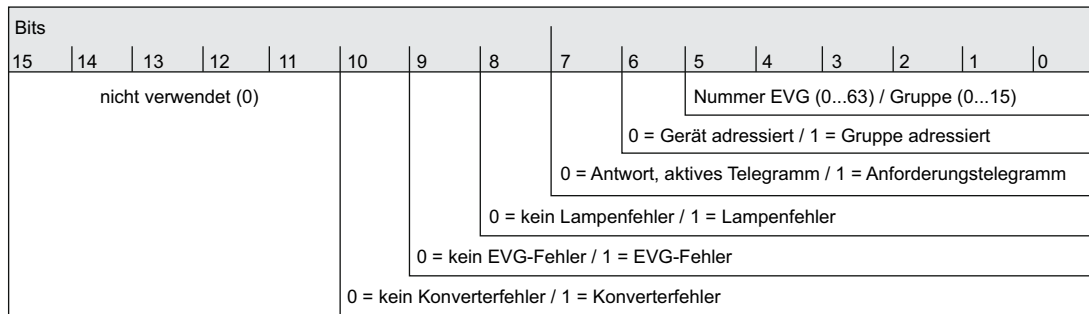 Bits
15 14 13 12 11 10 9 8 7 6 5 4 3 2 1 0
nicht verwendet (0) Nummer EVG (0...63) / Gruppe (0...15)
0 = Gerät adressiert / 1 = Gruppe adressiert
0 = Antwort, aktives Telegramm / 1 = Anforderungstelegramm
0 = kein Lampenfehler / 1 = Lampenfehler
0 = kein EVG-Fehler / 1 = EVG-Fehler
0 = kein Konverterfehler / 1 = Konverterfehler